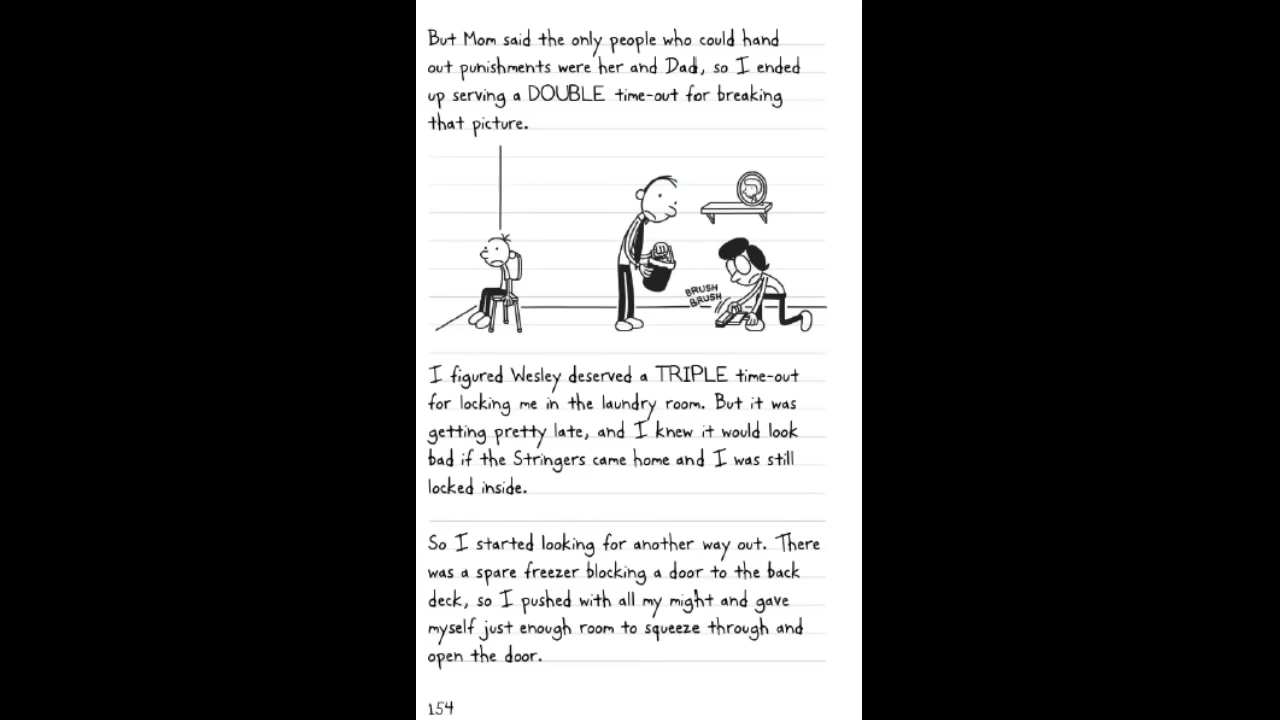 But Mom said the only people who could hand
out punishments were her and Dad, so I ended
up serving a DOUBLE time-out for breaking
that picture.
BRUSH
BRUSH
I figured Wesley deserved a TRIPLE time-out
for locking me in the laundry room. But it was
getting pretty late, and I knew it would look
bad if the Stringers came home and I was still
locked inside.
So I started looking for another way out. There
was a spare freezer blocking a door to the back
deck, so I pushed with all my might and gave
myself just enough room to squeeze through and
open the door.
154